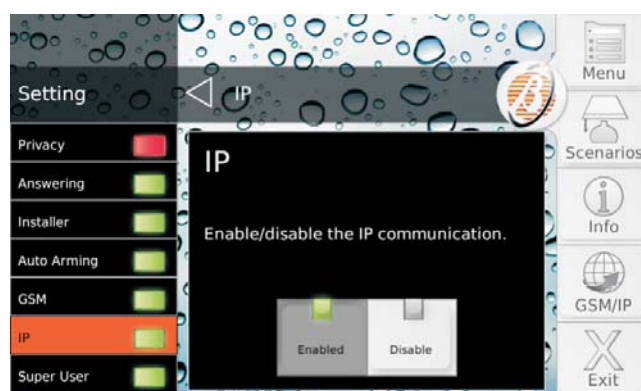 Setting
IP
Privacy
Answering
Installer
Auto Arming
GSM
IP
Super User
IP
Enable/disable the IP communication.
Enabled
Disable
Menu
Scenarios
Info
GSM/IP
Exit